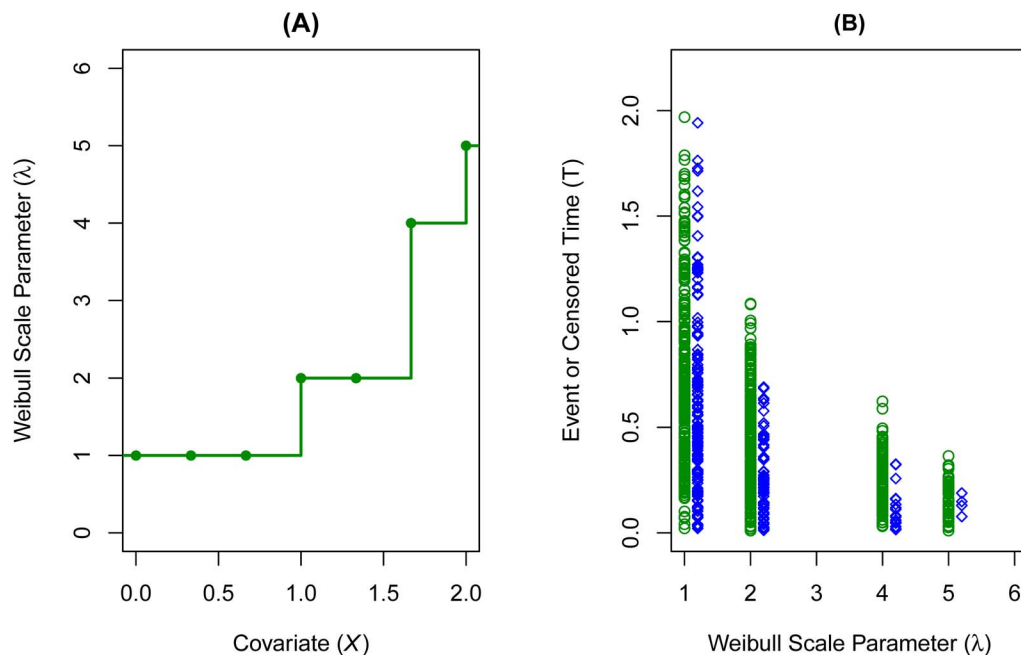 (A)
Weibull Scale Parameter (λ)
6
5
4
3
2
1
0
0.0 0.5 1.0 1.5 2.0
Covariate (X)
(B)
Event or Censored Time (T)
2.0
1.5
1.0
0.5
0.0
1 2 3 4 5 6
Weibull Scale Parameter (λ)